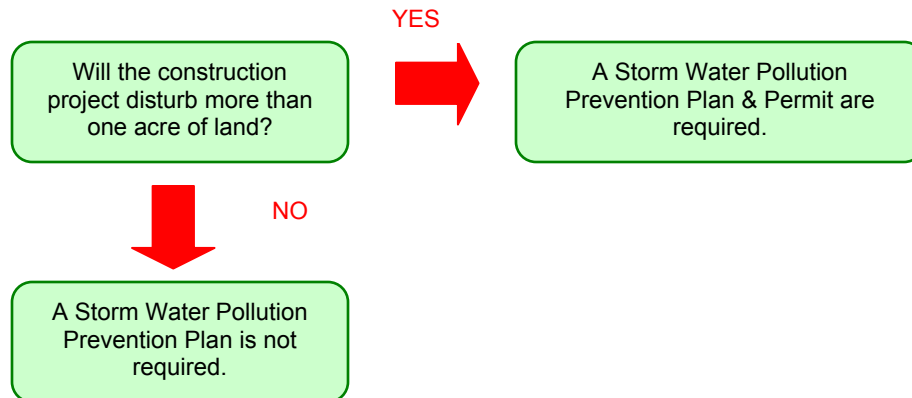 YES
Will the construction
project disturb more than
one acre of land?
A Storm Water Pollution
Prevention Plan & Permit are
required.
NO
A Storm Water Pollution
Prevention Plan is not
required.